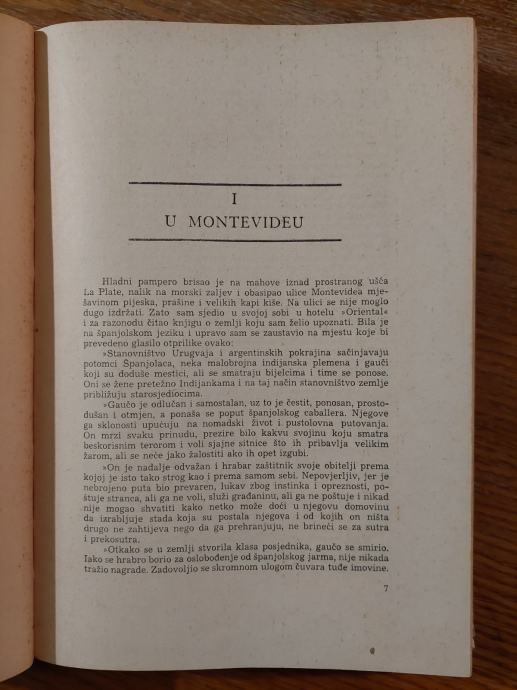 I
U MONTEVIDEU
Hladni pampero brisao je na mahove iznad prostranog ušća
La Plate, nalik na morski zaljev i obasipao ulice Montevidea mje-
šavinom pijeska, prašine i velikih kapi kiše. Na ulici se nije moglo
dugo izdržati. Zato sam sjedio u svojoj sobi u hotelu »Oriental«
i za razonodu čitao knjigu o zemlji koju sam želio upoznati. Bila je
na španjolskom jeziku i upravo sam se zaustavio na mjestu koje bi
prevedeno glasilo otprilike ovako:
»Stanovništvo Urugvaja i argentinskih pokrajina sačinjavaju
potomci Španjolaca, neka malobrojna indijanska plemena i gauči
koji su doduše mestici, ali se smatraju bijelcima i time se ponose.
Oni se žene pretežno Indijankama i na taj način stanovništvo zemlje
približuju starosjediocima.
»Gaučo je odlučan i samostalan, uz to je čestit, ponosan, prosto-
dušan i otmjen, a ponaša se poput španjolskog caballera. Njegove
ga sklonosti upućuju na nomadski život i pustolovna putovanja.
On mrzi svaku prinudu, prezire bilo kakvu svojinu koju smatra
beskorisnim terorom i voli sjajne sitnice što ih pribavlja velikim
žarom, ali se neće jako žalostiti ako ih opet izgubi.
»On je nadalje odvažan i hrabar zaštitnik svoje obitelji prema
kojoj je isto tako strog kao i prema samom sebi. Nepovjerljiv, jer je
nebrojeno puta bio prevaren, lukav zbog instinkta i opreznosti, po-
štuje stranca, ali ga ne voli, služi građaninu, ali ga ne poštuje i nikad
nije mogao shvatiti kako netko može doći u njegovu domovinu
da izrabljuje stada koja su postala njegova i od kojih on ništa
drugo ne zahtijeva nego da ga prehranjuju, ne brineći se za sutra
i prekosutra.
»Otkako se u zemlji stvorila klasa posjednika, gaučo se smirio.
Iako se hrabro borio za oslobođenje od španjolskog jarma, nije nikada
tražio nagrade. Zadovoljio se skromnom ulogom čuvara tuđe imovine.
7